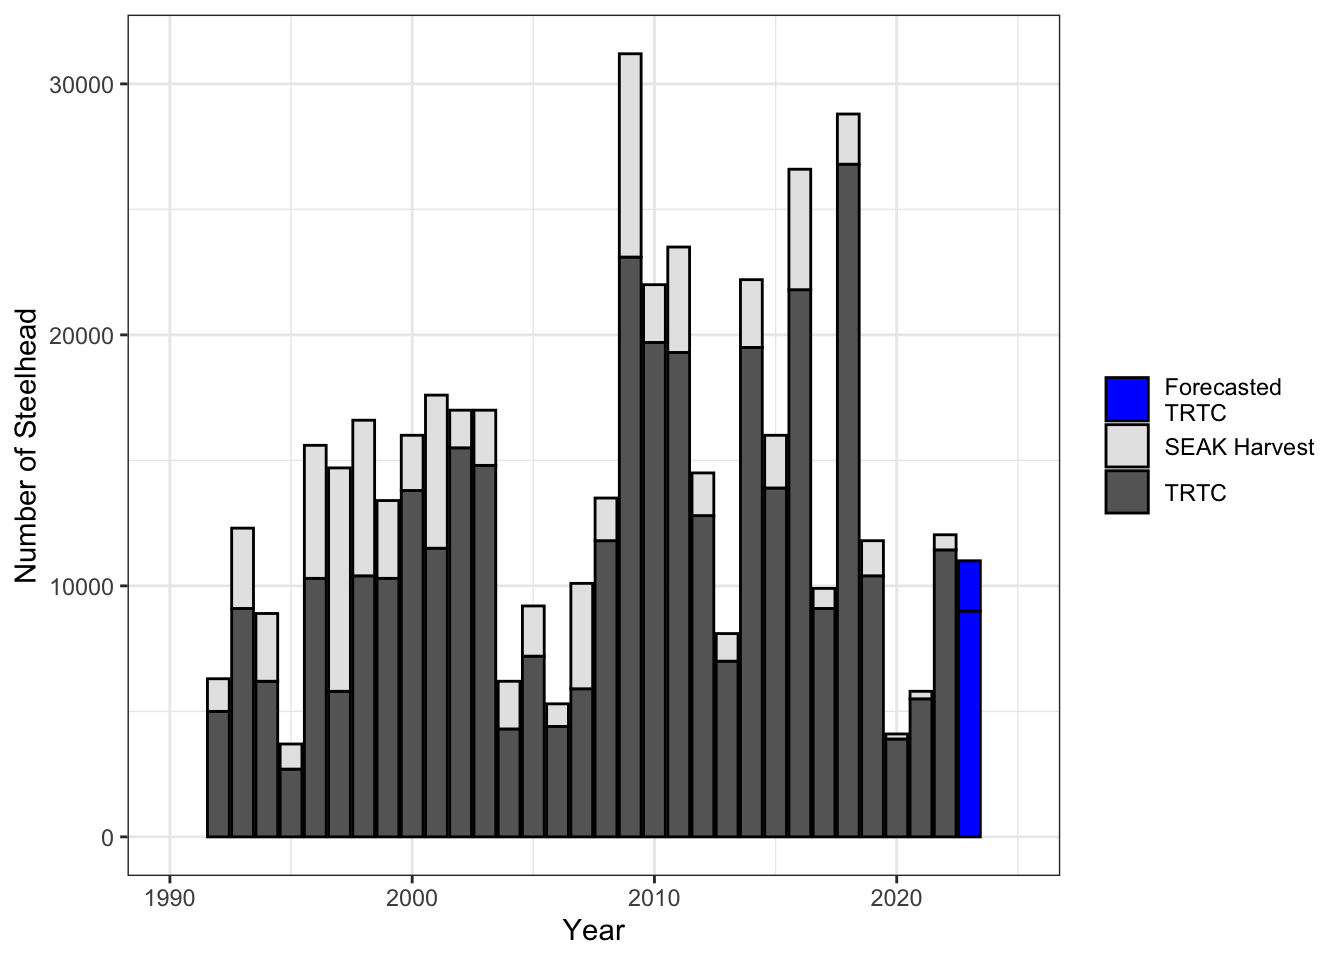 30000
20000
10000
0
Number of Steelhead
1990 2000 2010 2020
Year
Forecasted
TRTC
SEAK Harvest
TRTC